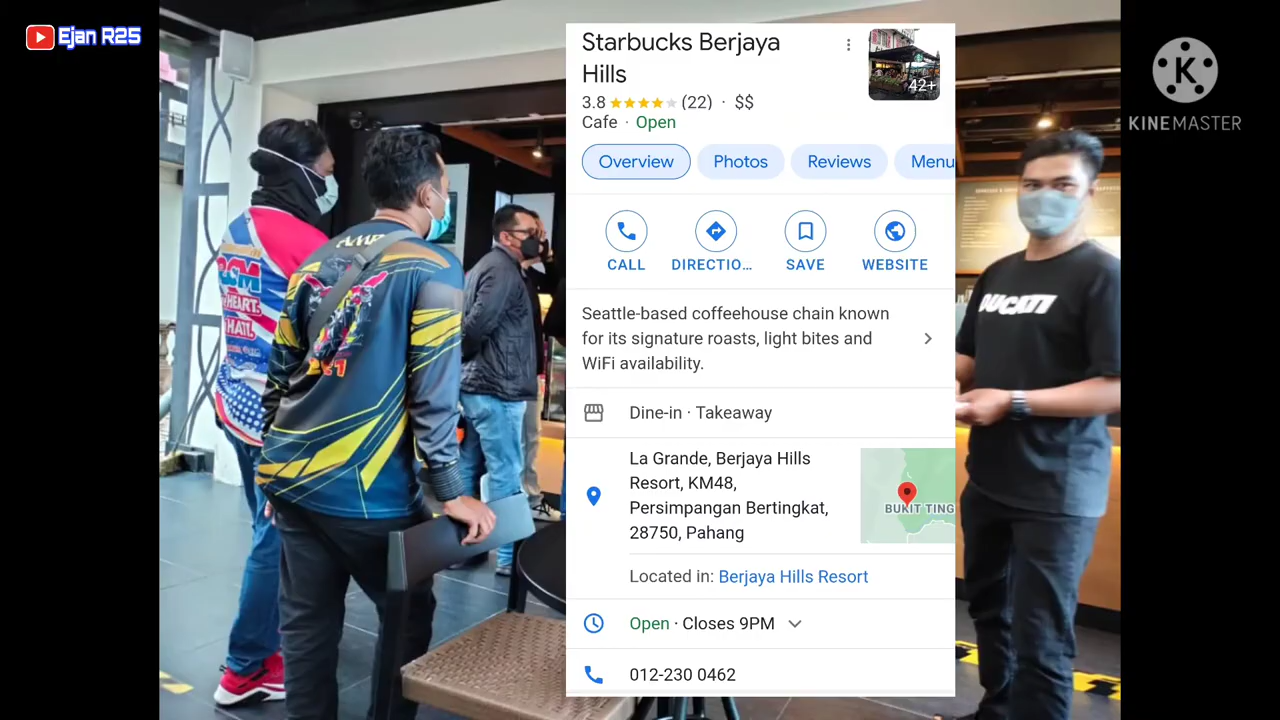 Ejan R25
KINEMASTER
Starbucks Berjaya
Hills
42+
3.8 (22) · $$
Cafe · Open
Overview
Photos
Reviews
Menu
CALL
DIRECTIO...
SAVE
WEBSITE
Seattle-based coffeehouse chain known
for its signature roasts, light bites and
WiFi availability.
Dine-in · Takeaway
La Grande, Berjaya Hills
Resort, KM48,
Persimpangan Bertingkat,
28750, Pahang
BUKIT TING
Located in: Berjaya Hills Resort
Open · Closes 9PM
012-230 0462
HEART.
HATI.
DUCATI